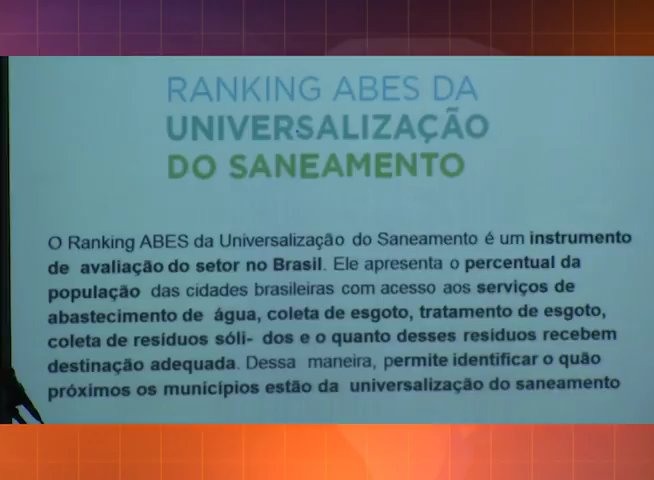 RANKING ABES DA
UNIVERSALIZAÇÃO
DO SANEAMENTO
O Ranking ABES da Universalização do Saneamento é um instrumento
de avaliação do setor no Brasil. Ele apresenta o percentual da
população das cidades brasileiras com acesso aos serviços de
abastecimento de água, coleta de esgoto, tratamento de esgoto,
coleta de resíduos sóli- dos e o quanto desses resíduos recebem
destinação adequada. Dessa maneira, permite identificar o quão
próximos os municípios estão da universalização do saneamento